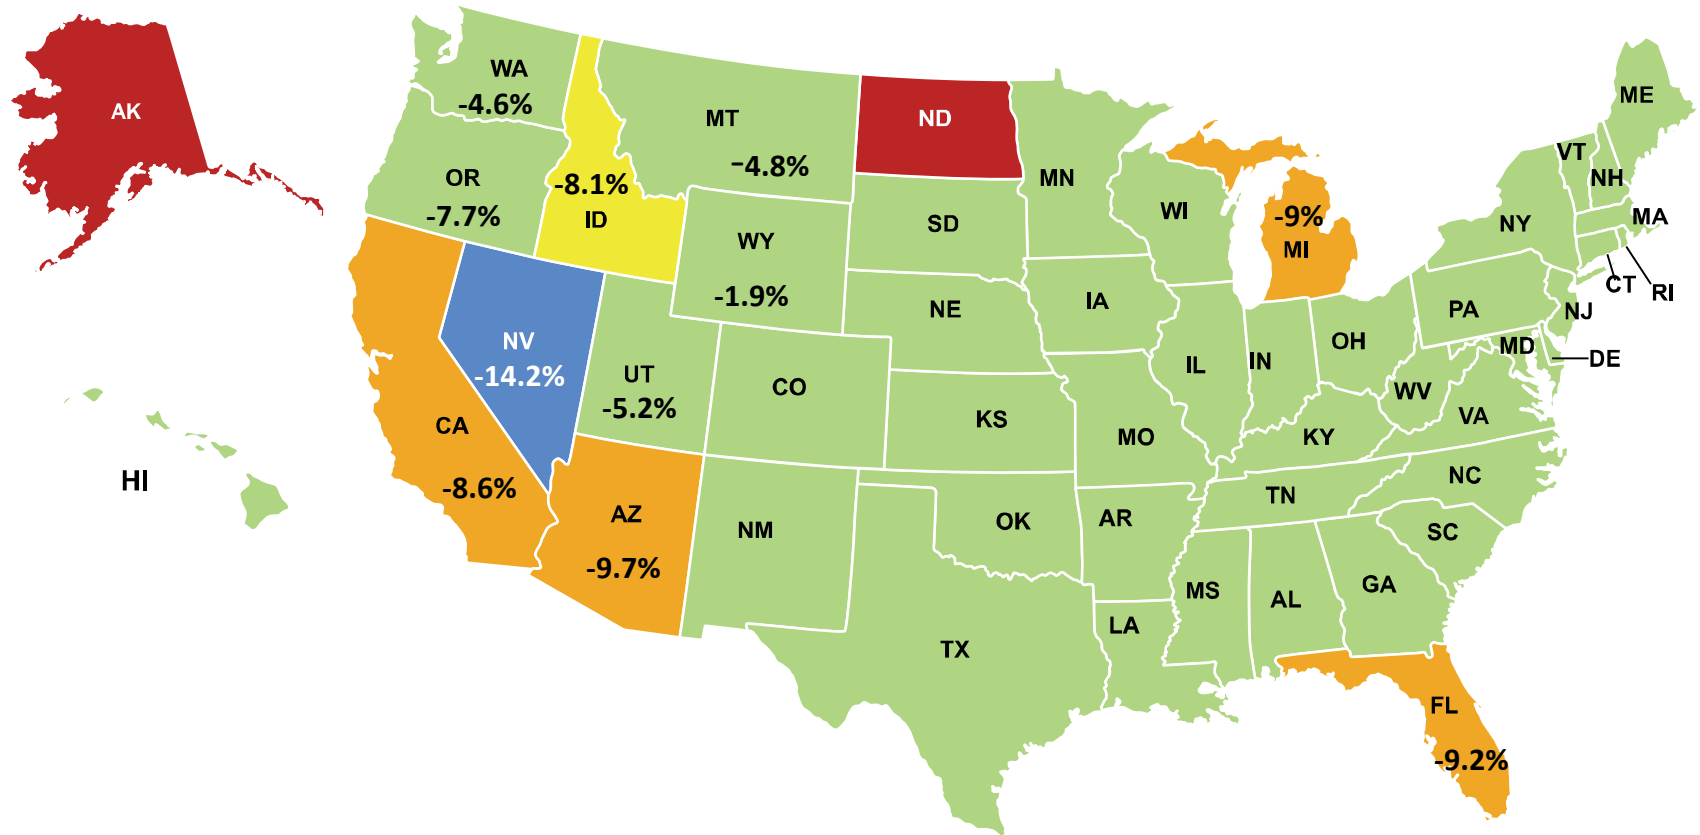 AK
WA
-4.6%
OR
-7.7%
-8.1%
ID
MT
-4.8%
ND
MN
WI
-9%
MI
ME
VT
NH
NY
MA
CT
RI
WY
-1.9%
SD
NE
IA
IL
IN
OH
PA
NJ
MD
DE
WV
VA
NV
-14.2%
UT
-5.2%
CO
KS
MO
KY
CA
-8.6%
HI
AZ
-9.7%
NM
OK
AR
TN
NC
SC
MS
AL
GA
LA
TX
FL
-9.2%